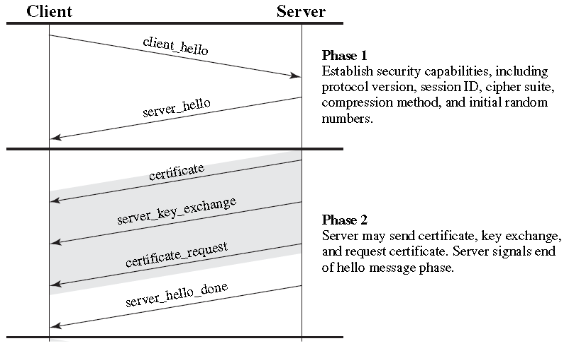 Client Server
client_hello
Phase 1
Establish security capabilities, including
protocol version, session ID, cipher suite,
compression method, and initial random
numbers.
server_hello
certificate
server_key_exchange
Phase 2
Server may send certificate, key exchange,
and request certificate. Server signals end
of hello message phase.
certificate_request
server_hello_done